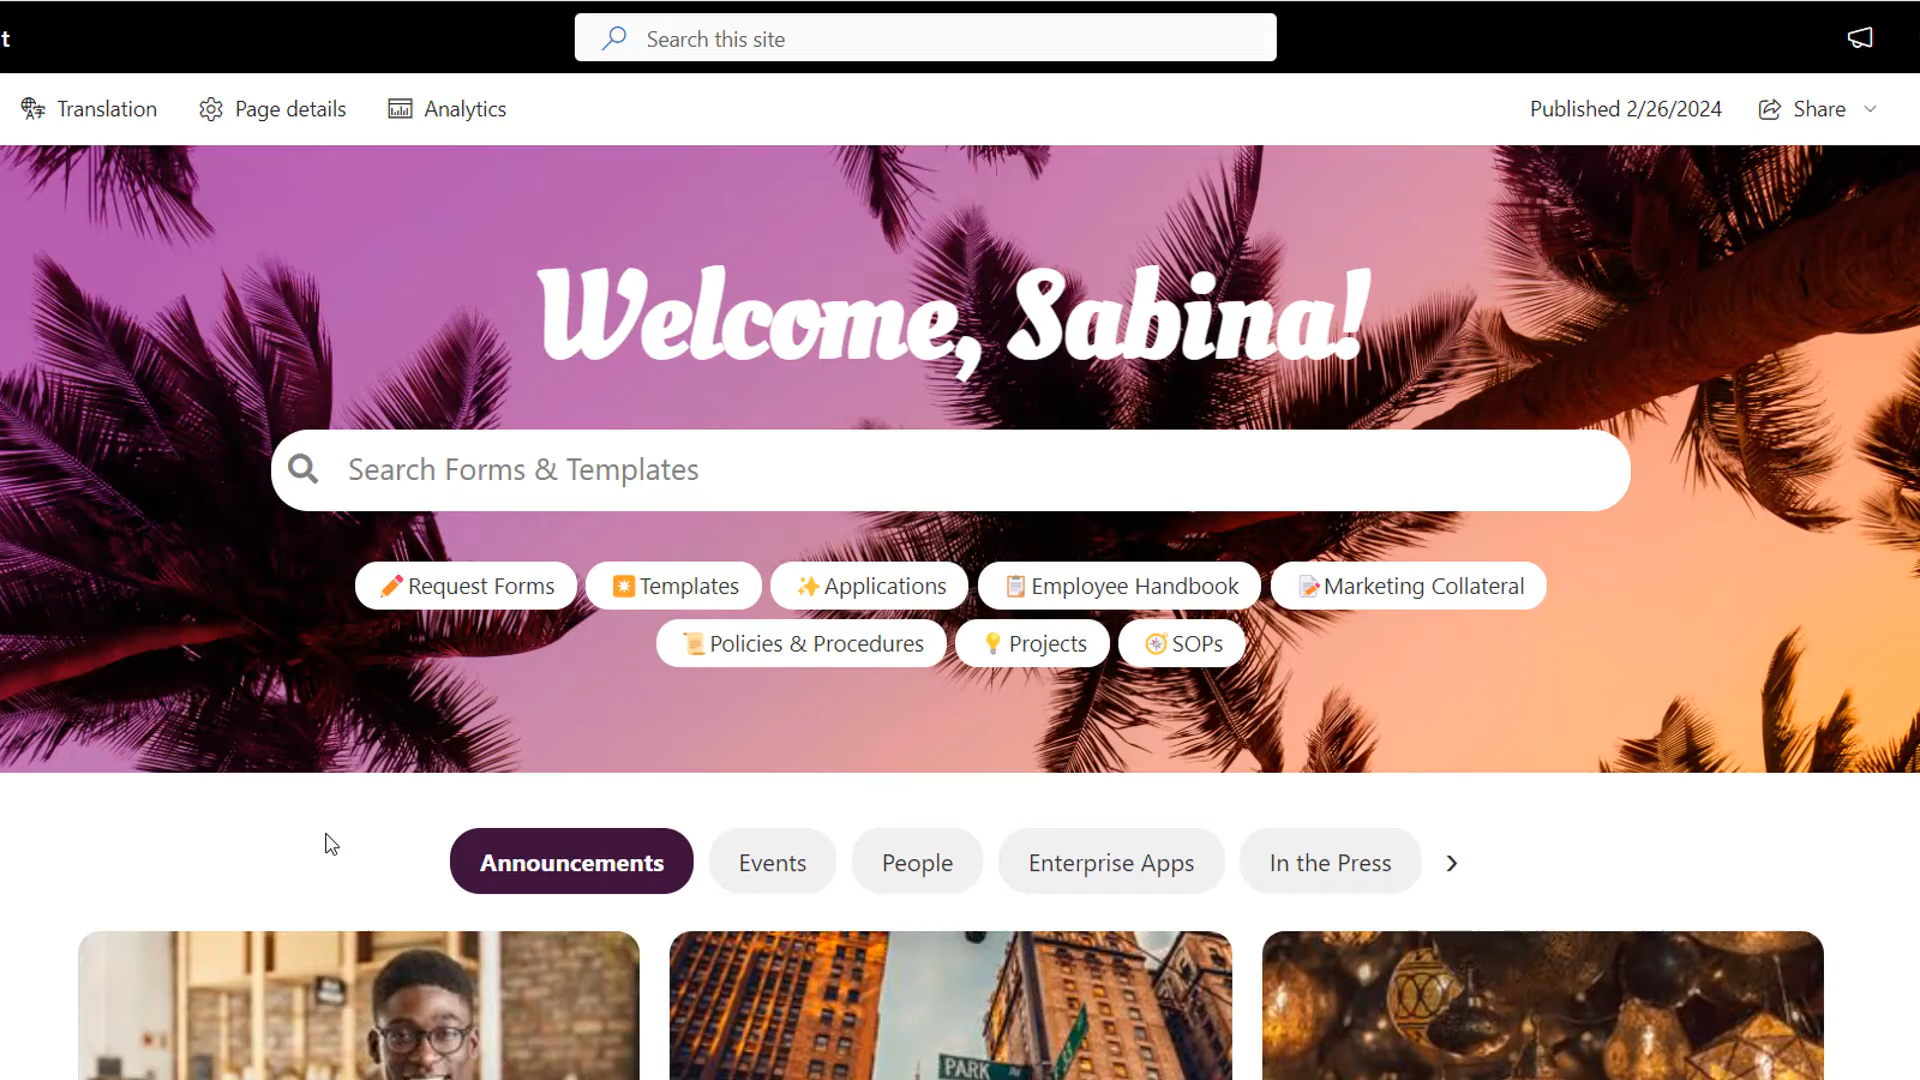 t
Search this site
Translation
Page details
Analytics
Published 2/26/2024
Share
Welcome, Sabina!
Search Forms & Templates
Request Forms
Templates
Applications
Employee Handbook
Marketing Collateral
Policies & Procedures
Projects
SOPs
Announcements
Events
People
Enterprise Apps
In the Press
PARK